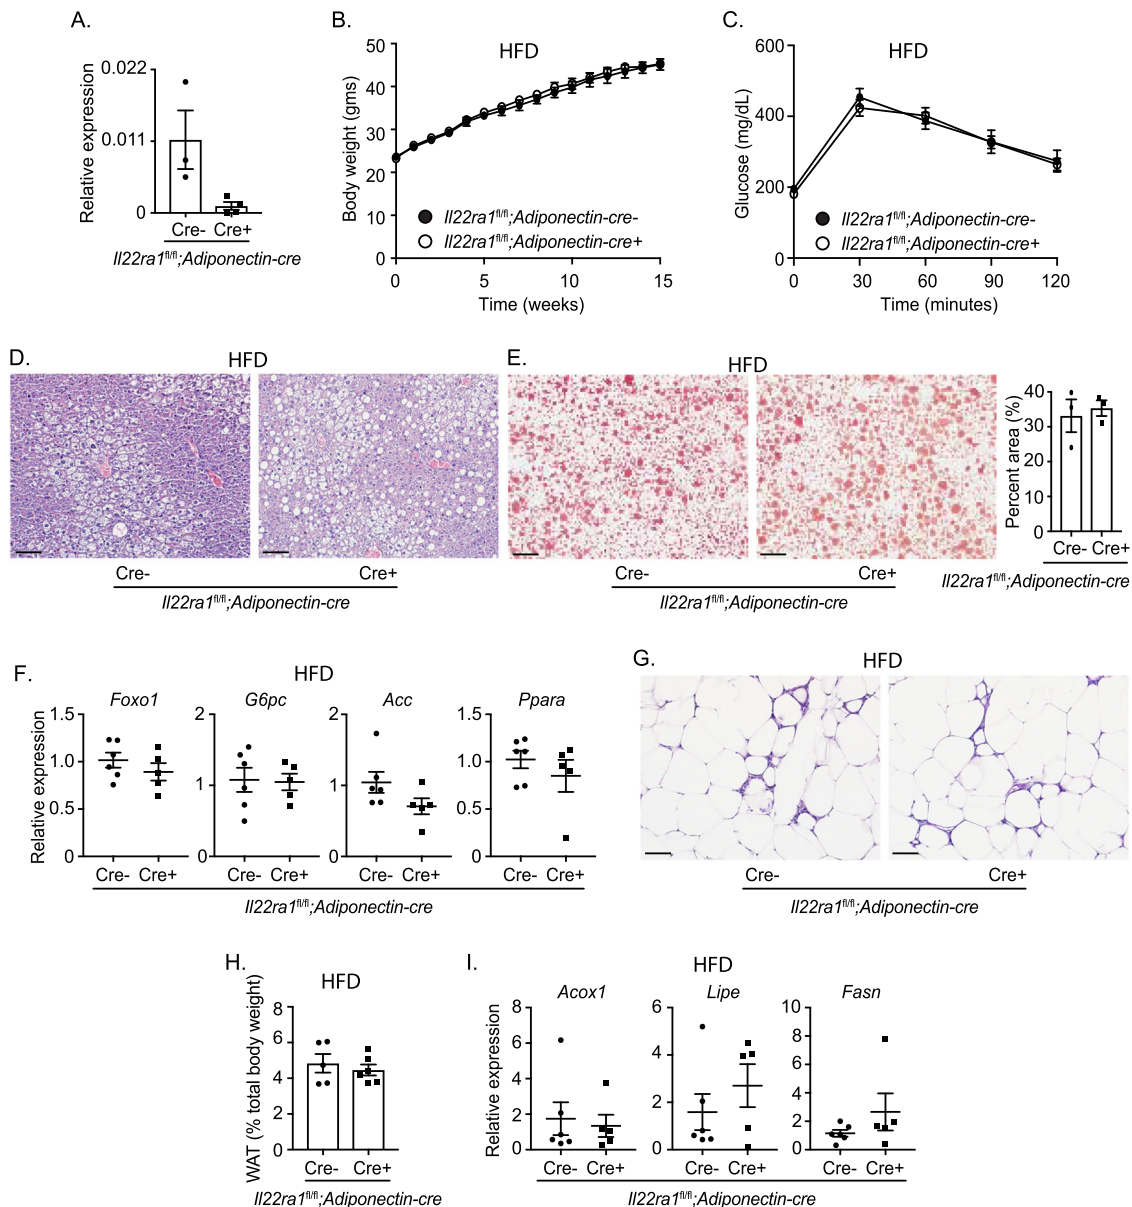 A.
Relative expression
0.022
0.011
0
Cre- Cre+
Il22ra1fl/fl;Adiponectin-cre
B.
HFD
Body weight (gms)
50
40
30
20
10
0
Il22ra1fl/fl;Adiponectin-cre-
Il22ra1fl/fl;Adiponectin-cre+
0 5 10 15
Time (weeks)
C.
HFD
Glucose (mg/dL)
600
400
200
0
Il22ra1fl/fl;Adiponectin-cre-
Il22ra1fl/fl;Adiponectin-cre+
0 30 60 90 120
Time (minutes)
D.
HFD
Cre- Cre+
Il22ra1fl/fl;Adiponectin-cre
E.
HFD
Cre- Cre+
Il22ra1fl/fl;Adiponectin-cre
Percent area (%)
40
30
20
10
0
Cre- Cre+
Il22ra1fl/fl;Adiponectin-cre
F.
HFD
Relative expression
Foxo1
1.5
1.0
0.5
0
Cre- Cre+
G6pc
2
1
0
Cre- Cre+
Acc
2
1
0
Cre- Cre+
Ppara
1.5
1.0
0.5
0
Cre- Cre+
Il22ra1fl/fl;Adiponectin-cre
G.
HFD
Cre- Cre+
Il22ra1fl/fl;Adiponectin-cre
H.
HFD
WAT (% total body weight)
8
6
4
2
0
Cre- Cre+
Il22ra1fl/fl;Adiponectin-cre
I.
HFD
Relative expression
Acox1
8
6
4
2
0
Cre- Cre+
Lipe
6
4
2
0
Cre- Cre+
Fasn
10
8
6
4
2
0
Cre- Cre+
Il22ra1fl/fl;Adiponectin-cre